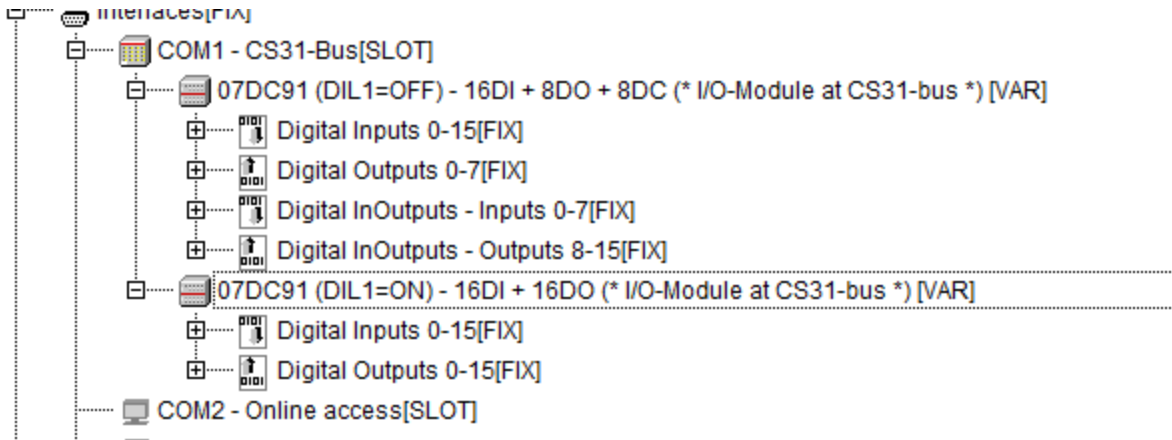 Interfaces[FIX]
COM1 - CS31-Bus[SLOT]
07DC91 (DIL1=OFF) - 16DI + 8DO + 8DC (* I/O-Module at CS31-bus *) [VAR]
Digital Inputs 0-15[FIX]
Digital Outputs 0-7[FIX]
Digital InOutputs - Inputs 0-7[FIX]
Digital InOutputs - Outputs 8-15[FIX]
07DC91 (DIL1=ON) - 16DI + 16DO (* I/O-Module at CS31-bus *) [VAR]
Digital Inputs 0-15[FIX]
Digital Outputs 0-15[FIX]
COM2 - Online access[SLOT]